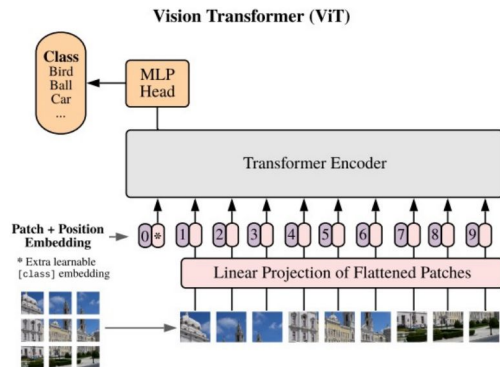 Vision Transformer (ViT)
Class
Bird
Ball
Car
...
MLP
Head
Transformer Encoder
Patch + Position
Embedding
0 * 1 2 3 4 5 6 7 8 9
* Extra learnable
[class] embedding
Linear Projection of Flattened Patches